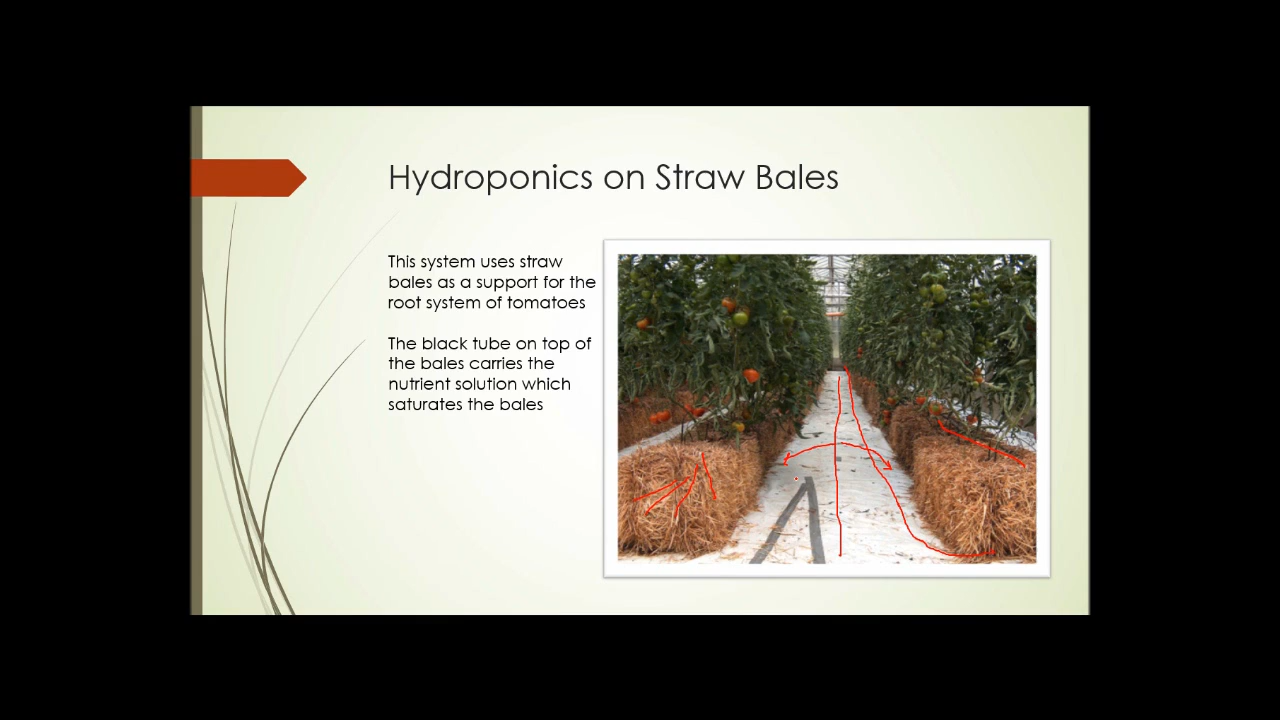 Hydroponics on Straw Bales
This system uses straw
bales as a support for the
root system of tomatoes
The black tube on top of
the bales carries the
nutrient solution which
saturates the bales